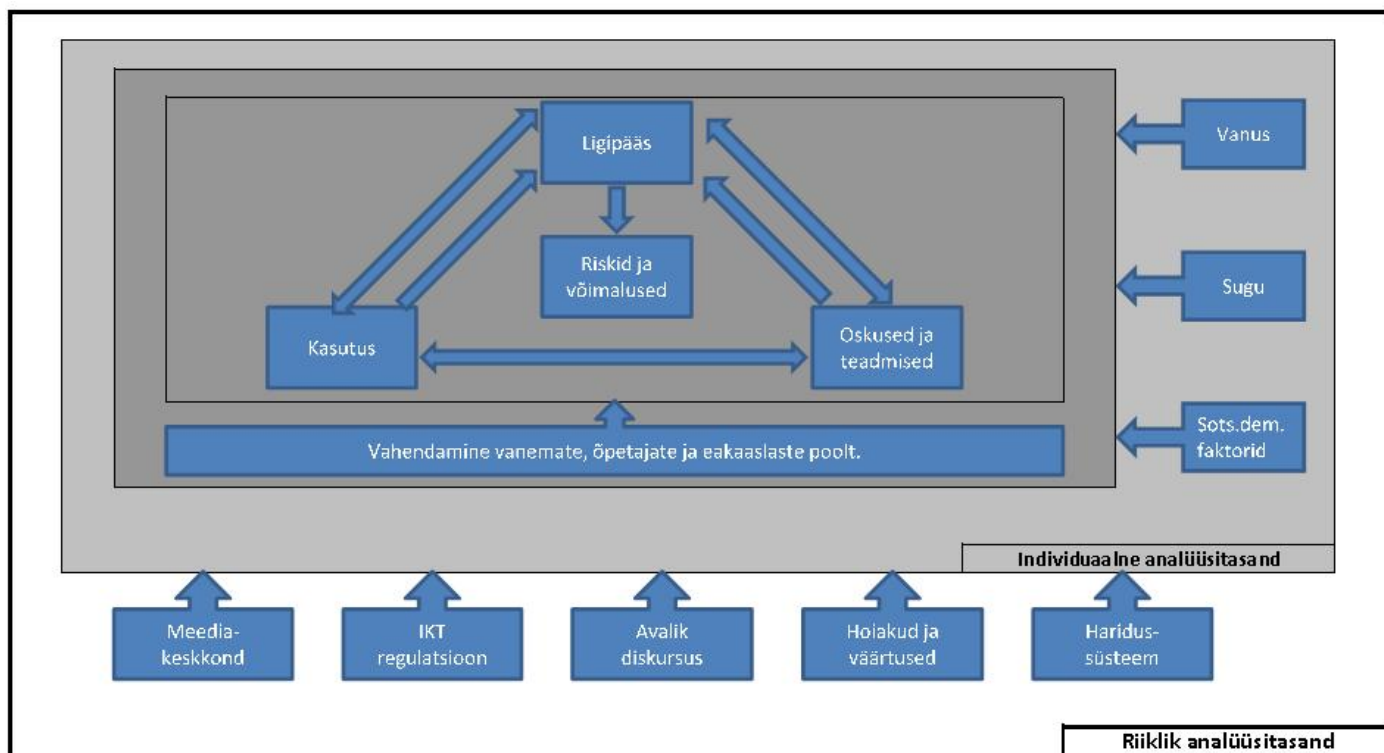 Ligipääs
Vanus
Riskid ja
võimalused
Sugu
Kasutus
Oskused ja
teadmised
Vahendamine vanemate, õpetajate ja eakaaslaste poolt.
Sots.dem.
faktorid
Individuaalne analüüsitasand
Meedia-
keskkond
IKT
regulatsioon
Avalik
diskursus
Hoiakud ja
väärtused
Haridus-
süsteem
Riiklik analüüsitasand